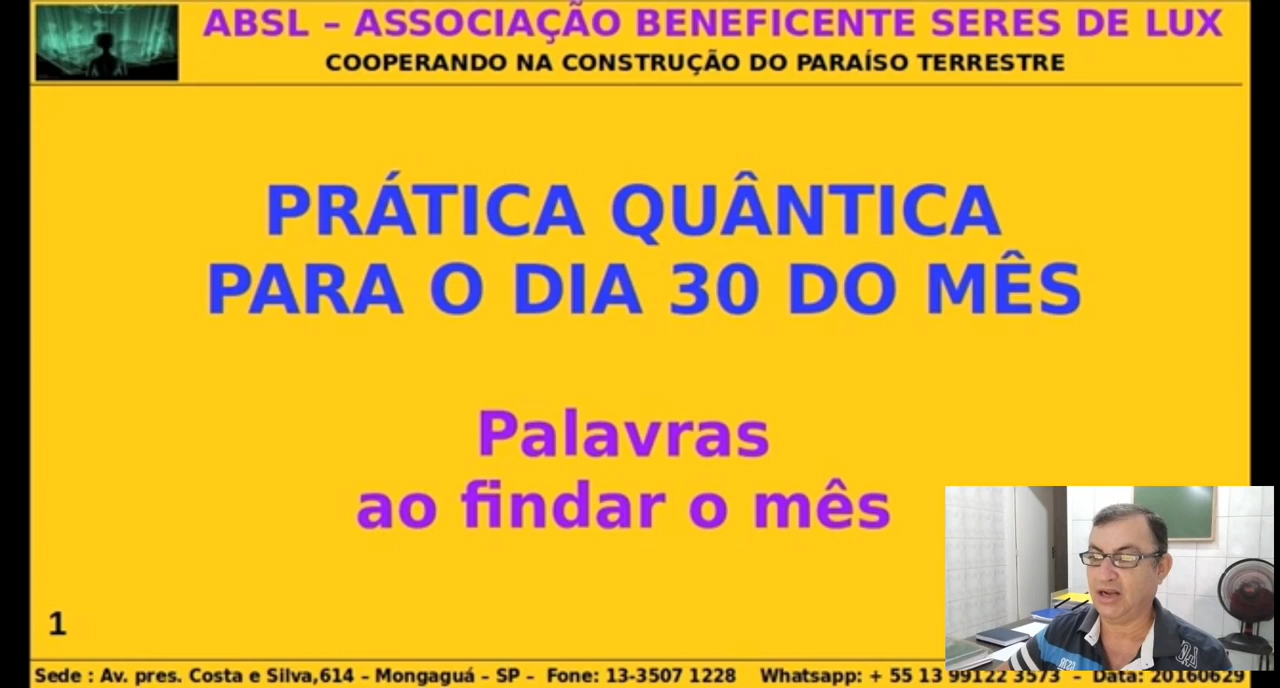 ABSL – ASSOCIAÇÃO BENEFICENTE SERES DE LUX
COOPERANDO NA CONSTRUÇÃO DO PARAÍSO TERRESTRE
PRÁTICA QUÂNTICA
PARA O DIA 30 DO MÊS
Palavras
ao findar o mês
1
Sede : Av. pres. Costa e Silva,614 – Mongaguá – SP – Fone: 13-3507 1228 Whatsapp: + 55 13 99122 3573 – Data: 20160629